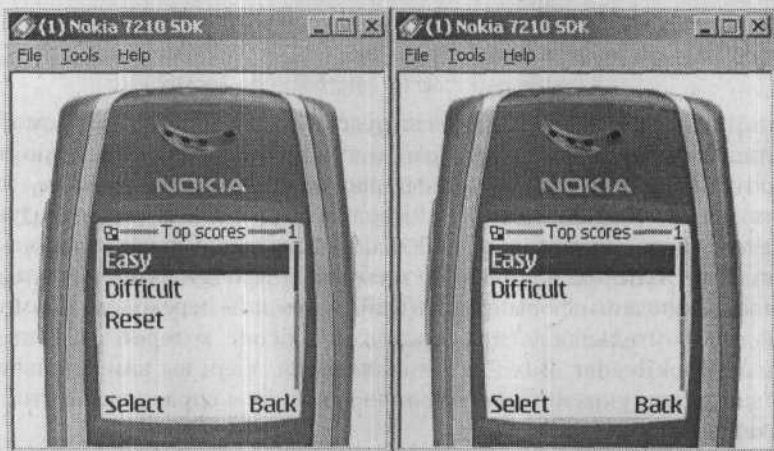 (1) Nokia 7210 SDK
File Tools Help
NOKIA
Top scores 1
Easy
Difficult
Reset
Select Back
(1) Nokia 7210 SDK
File Tools Help
NOKIA
Top scores 1
Easy
Difficult
Select Back